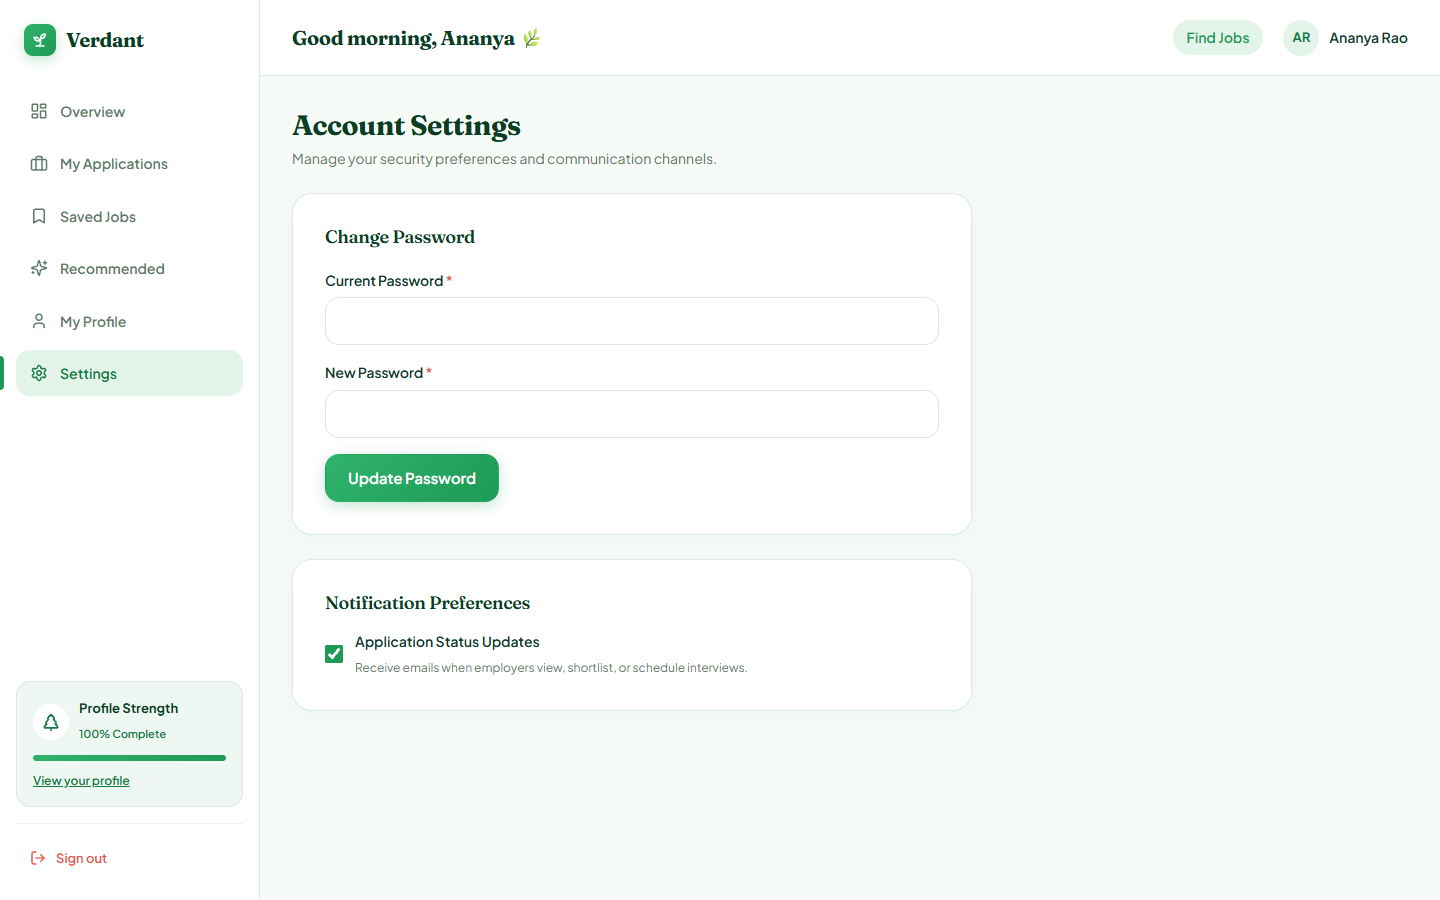 Verdant
Overview
My Applications
Saved Jobs
Recommended
My Profile
Settings
Profile Strength
100% Complete
View your profile
Sign out
Good morning, Ananya 🌿
Find Jobs
AR
Ananya Rao
Account Settings
Manage your security preferences and communication channels.
Change Password
Current Password *
New Password *
Update Password
Notification Preferences
Application Status Updates
Receive emails when employers view, shortlist, or schedule interviews.